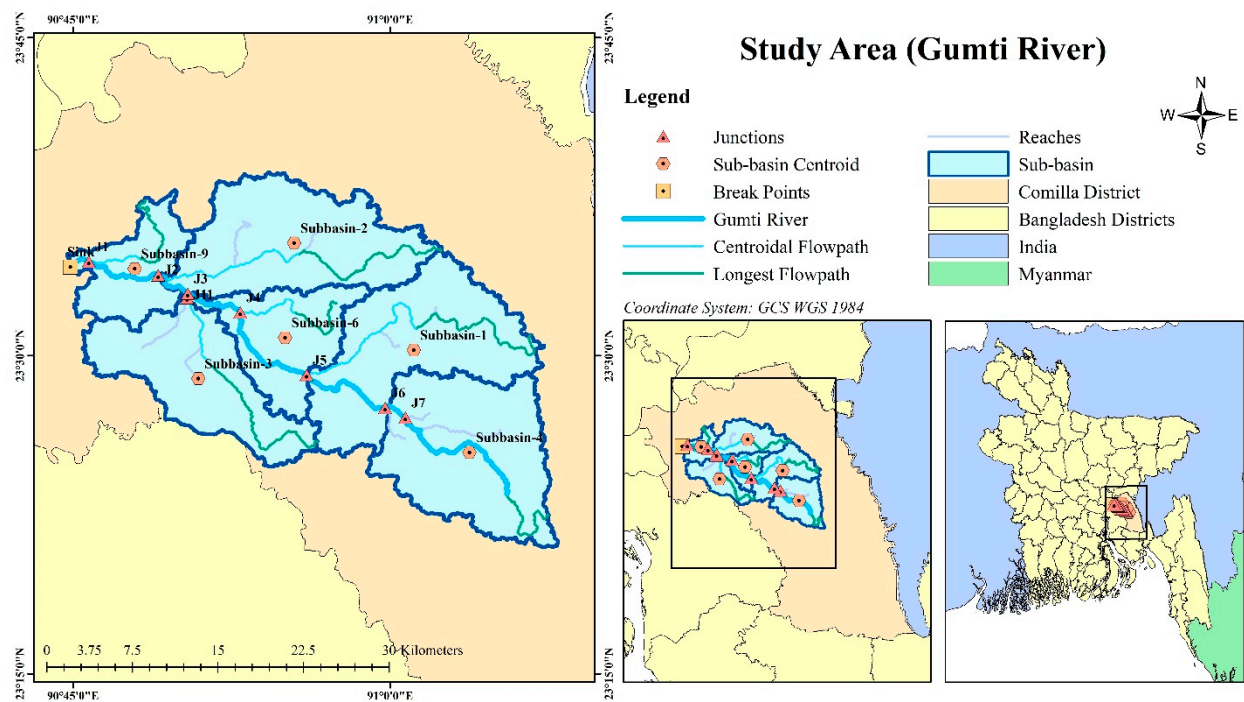 90°45'0"E
91°0'0"E
23°45'0"N
23°45'0"N
Sink
J1
Subbasin-9
Subbasin-2
J2
J3
J11
J4
Subbasin-6
Subbasin-1
23°30'0"N
23°30'0"N
Subbasin-3
J5
J6
J7
Subbasin-4
0 3.75 7.5 15 22.5 30 Kilometers
23°15'0"N
23°15'0"N
90°45'0"E
91°0'0"E
Study Area (Gumti River)
N
W
E
S
Legend
Junctions
Sub-basin Centroid
Break Points
Gumti River
Centroidal Flowpath
Longest Flowpath
Reaches
Sub-basin
Comilla District
Bangladesh Districts
India
Myanmar
Coordinate System: GCS WGS 1984